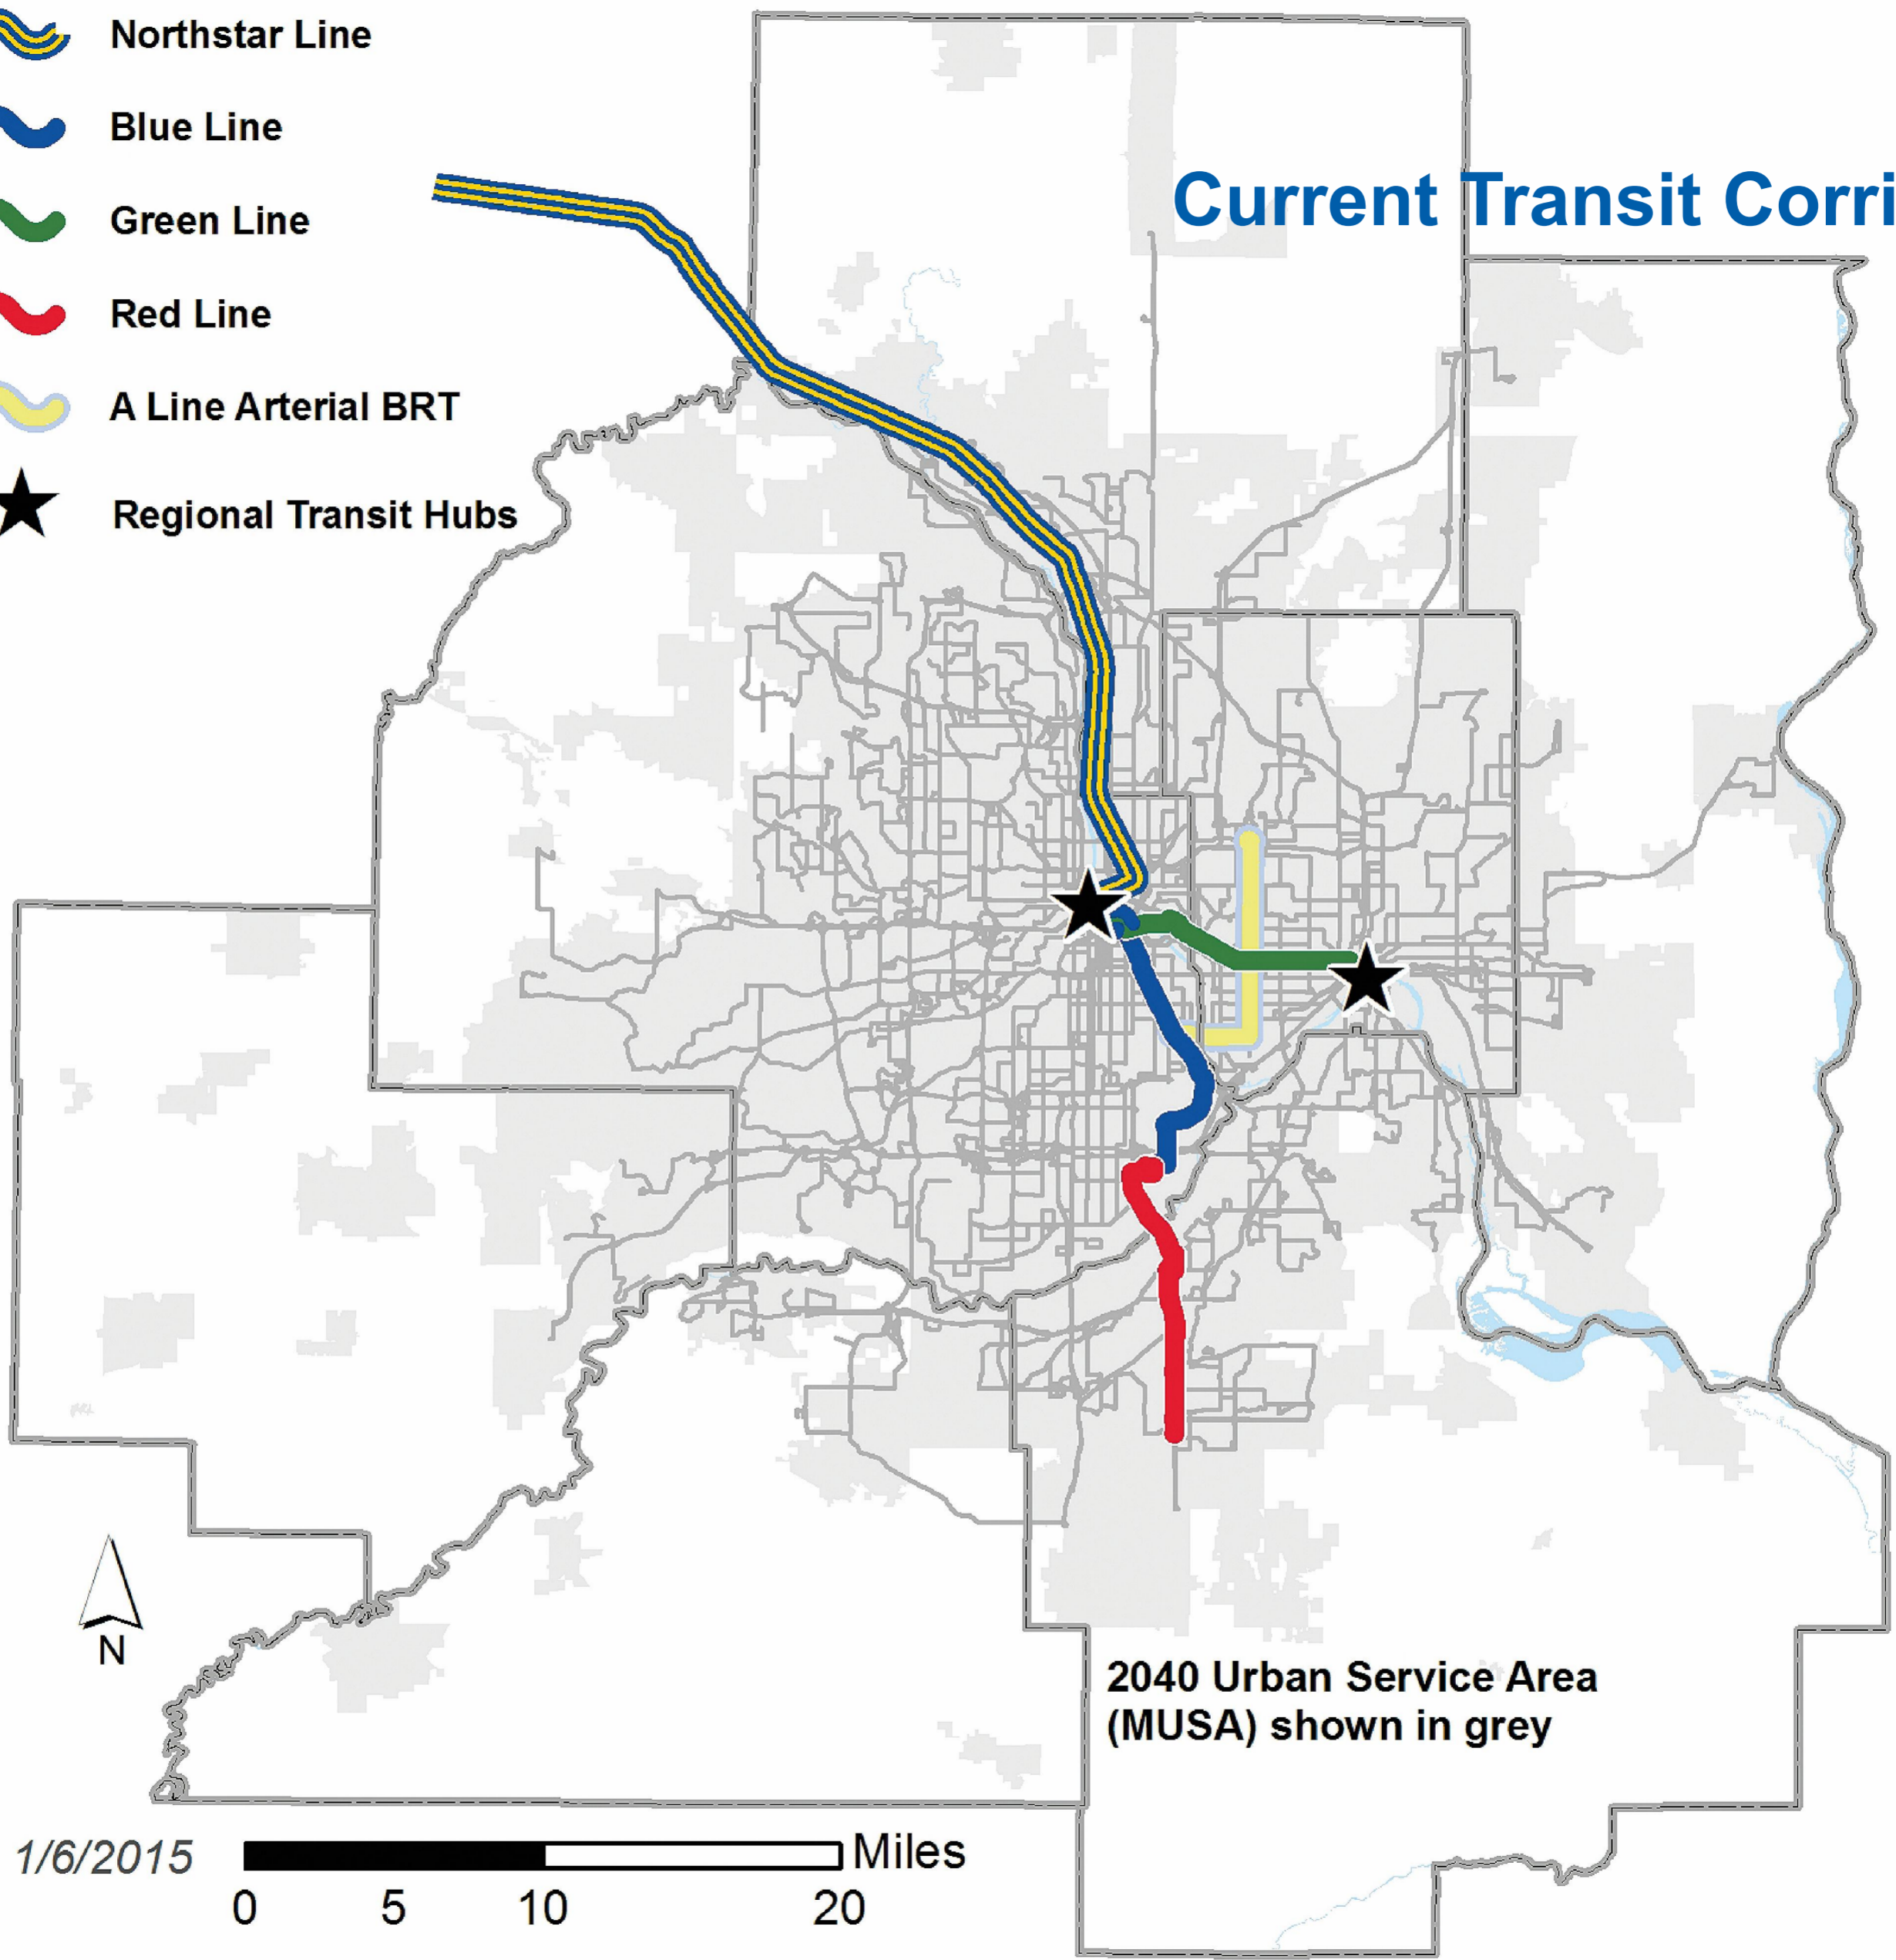 Northstar Line
Blue Line
Green Line
Red Line
A Line Arterial BRT
Regional Transit Hubs
Current Transit Corri
N
2040 Urban Service Area
(MUSA) shown in grey
1/6/2015
Miles
0 5 10 20